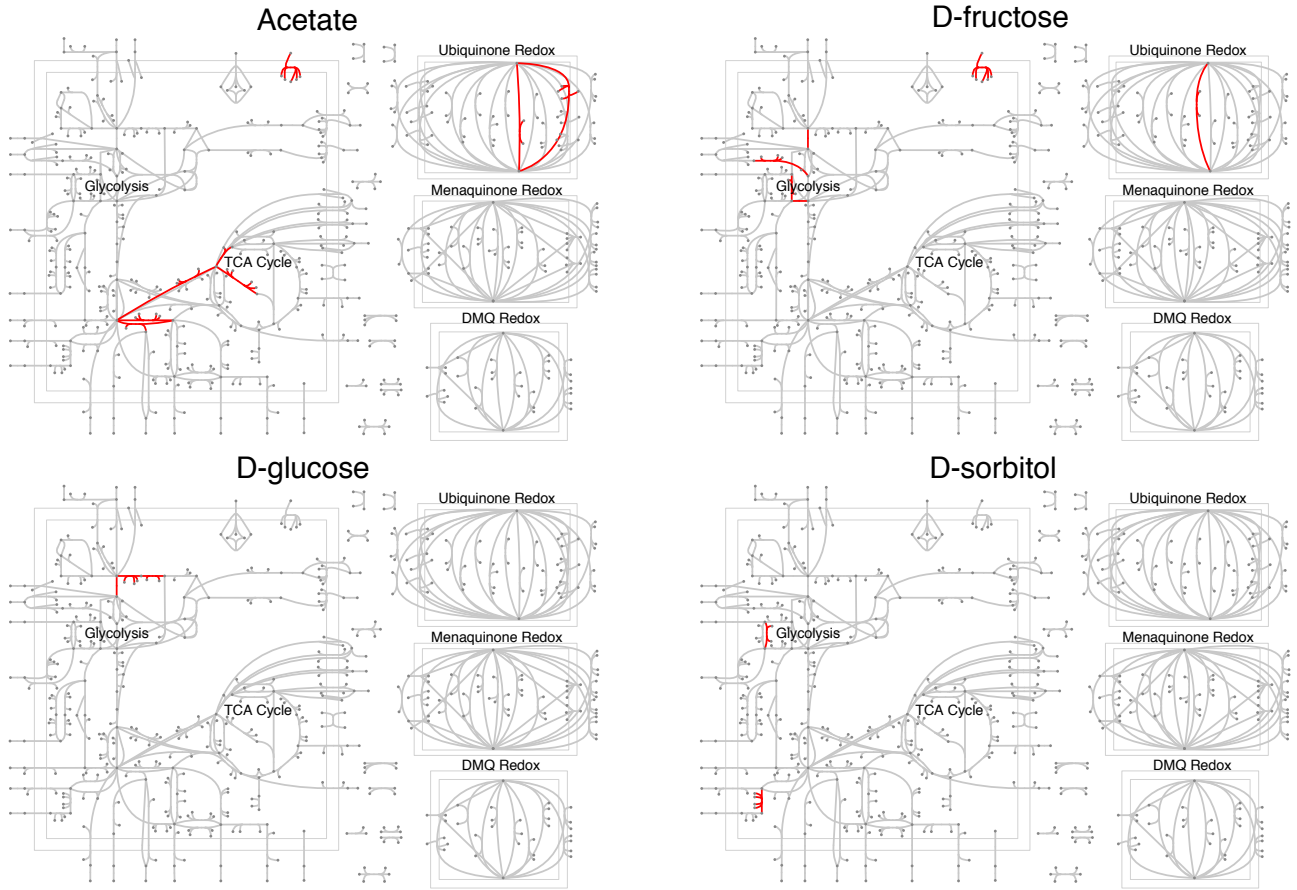 Acetate
Ubiquinone Redox
Glycolysis
Menaquinone Redox
TCA Cycle
DMQ Redox
D-fructose
Ubiquinone Redox
Glycolysis
Menaquinone Redox
TCA Cycle
DMQ Redox
D-glucose
Ubiquinone Redox
Glycolysis
Menaquinone Redox
TCA Cycle
DMQ Redox
D-sorbitol
Ubiquinone Redox
Glycolysis
Menaquinone Redox
TCA Cycle
DMQ Redox